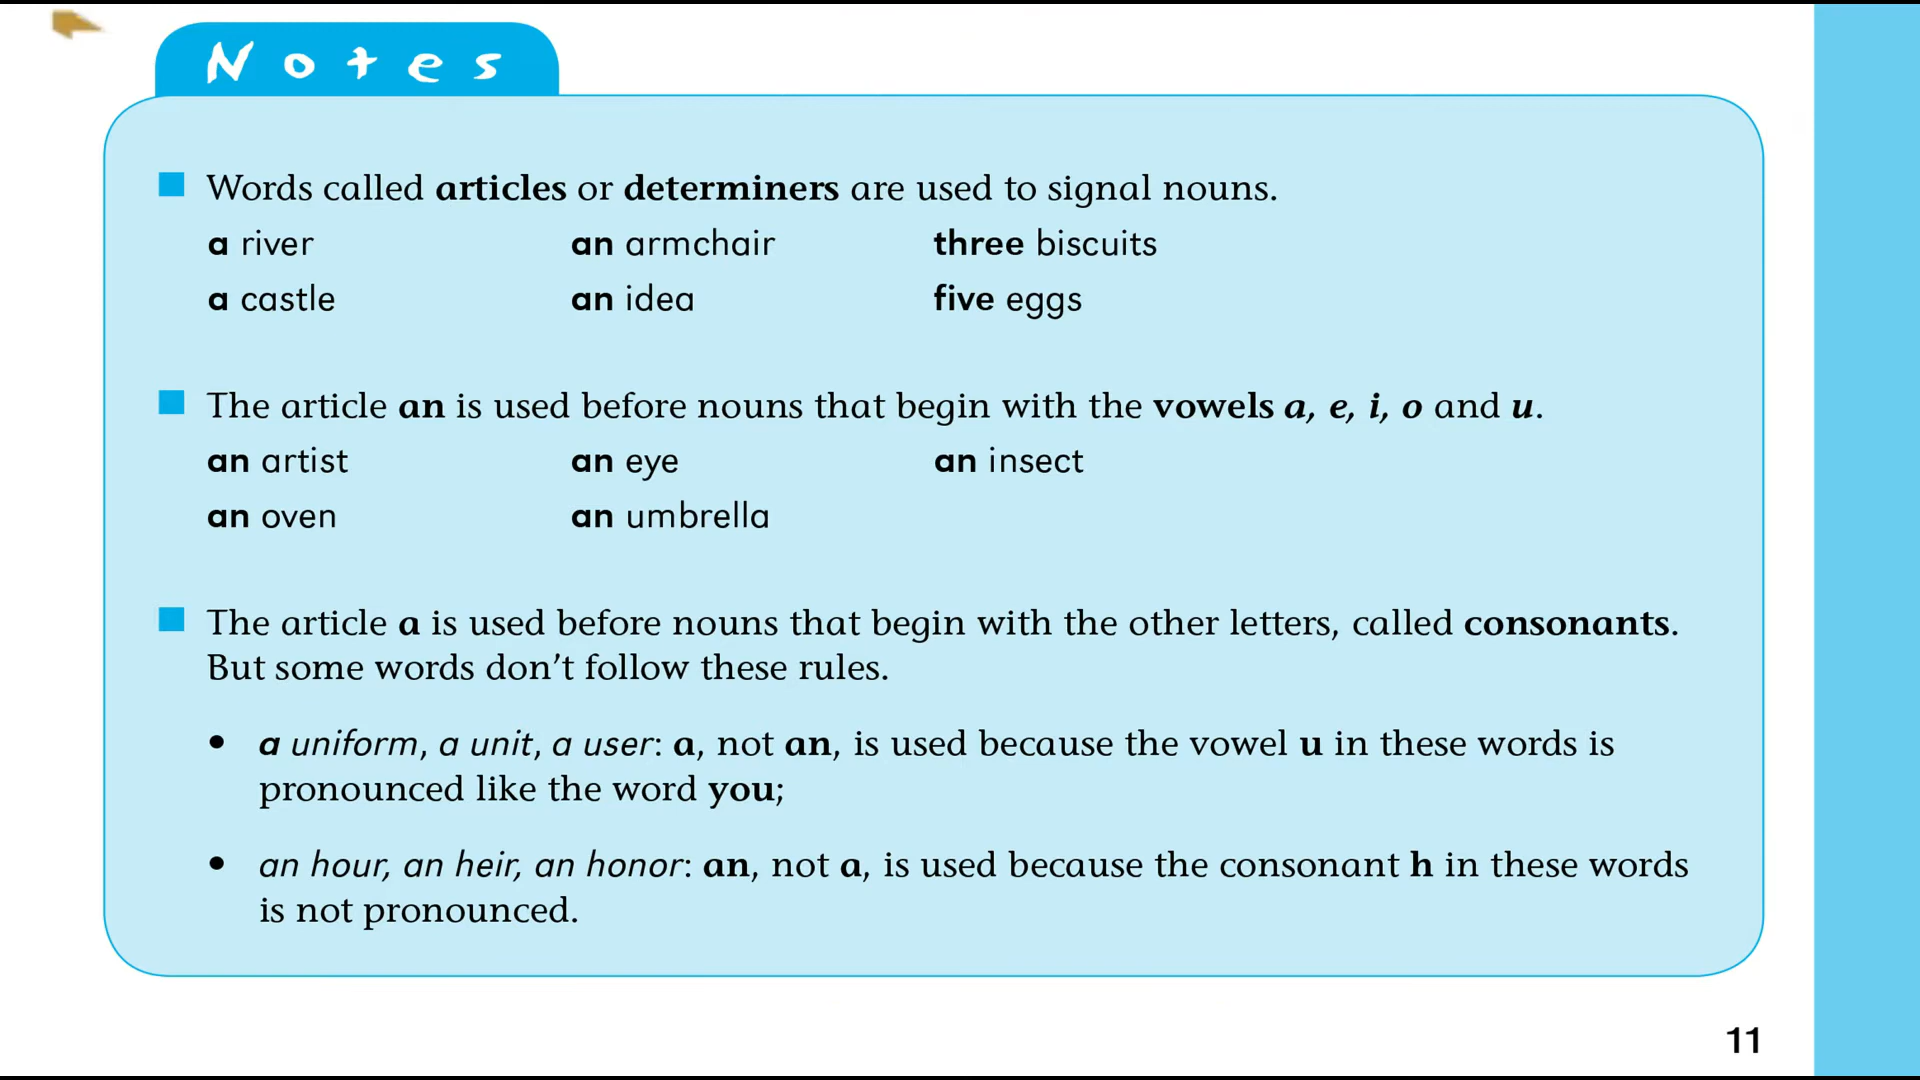 Notes
Words called articles or determiners are used to signal nouns.
a river an armchair three biscuits
a castle an idea five eggs
The article an is used before nouns that begin with the vowels a, e, i, o and u.
an artist an eye an insect
an oven an umbrella
The article a is used before nouns that begin with the other letters, called consonants.
But some words don’t follow these rules.
• a uniform, a unit, a user: a, not an, is used because the vowel u in these words is
pronounced like the word you;
• an hour, an heir, an honor: an, not a, is used because the consonant h in these words
is not pronounced.
11